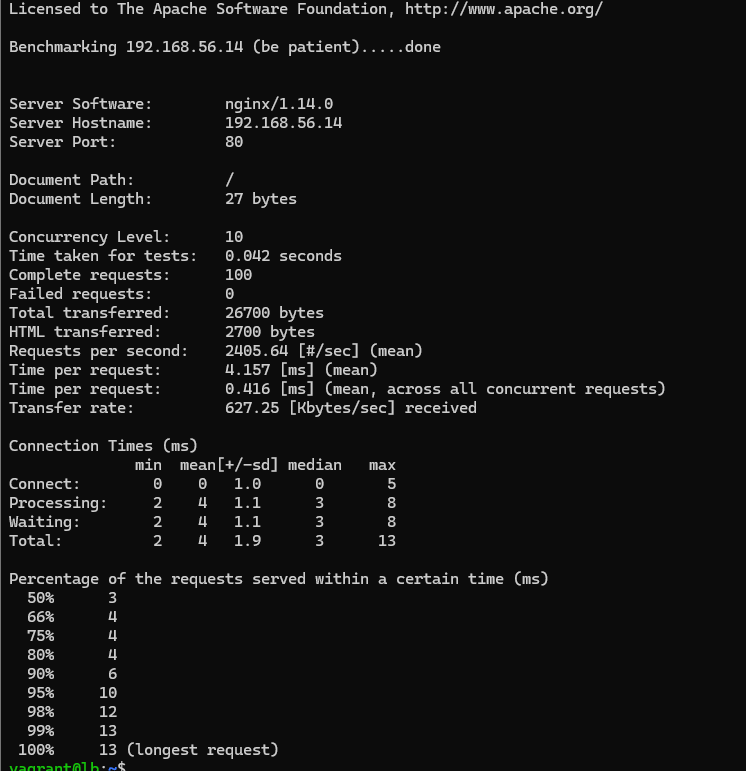 Licensed to The Apache Software Foundation, http://www.apache.org/
Benchmarking 192.168.56.14 (be patient).....done
Server Software:        nginx/1.14.0
Server Hostname:        192.168.56.14
Server Port:            80
Document Path:          /
Document Length:        27 bytes
Concurrency Level:      10
Time taken for tests:   0.042 seconds
Complete requests:      100
Failed requests:        0
Total transferred:      26700 bytes
HTML transferred:       2700 bytes
Requests per second:    2405.64 [#/sec] (mean)
Time per request:       4.157 [ms] (mean)
Time per request:       0.416 [ms] (mean, across all concurrent requests)
Transfer rate:          627.25 [Kbytes/sec] received
Connection Times (ms)
              min  mean[+/-sd] median   max
Connect:        0    0   1.0      0       5
Processing:     2    4   1.1      3       8
Waiting:        2    4   1.1      3       8
Total:          2    4   1.9      3      13
Percentage of the requests served within a certain time (ms)
  50%      3
  66%      4
  75%      4
  80%      4
  90%      6
  95%     10
  98%     12
  99%     13
 100%     13 (longest request)
vagrant@lb:~$